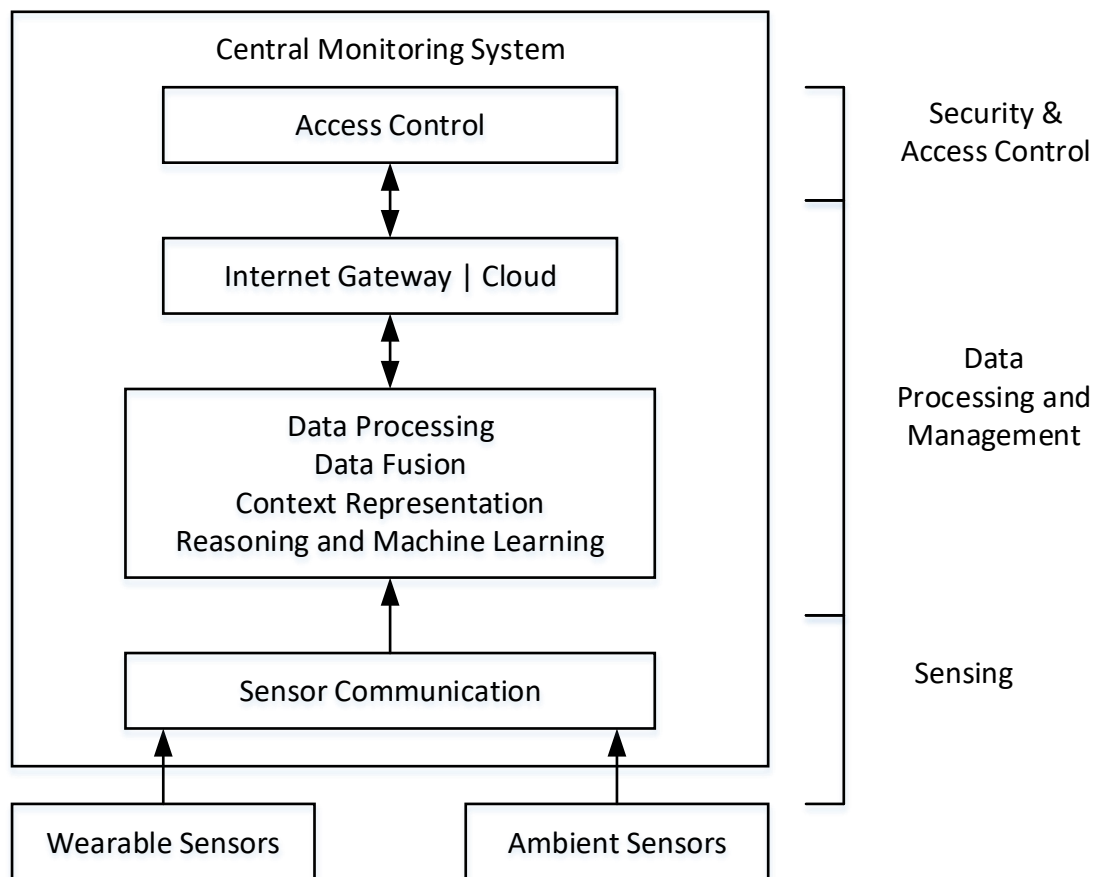 Central Monitoring System
Access Control
Security &
Access Control
Internet Gateway | Cloud
Data Processing
Data Fusion
Context Representation
Reasoning and Machine Learning
Data
Processing and
Management
Sensor Communication
Sensing
Wearable Sensors
Ambient Sensors